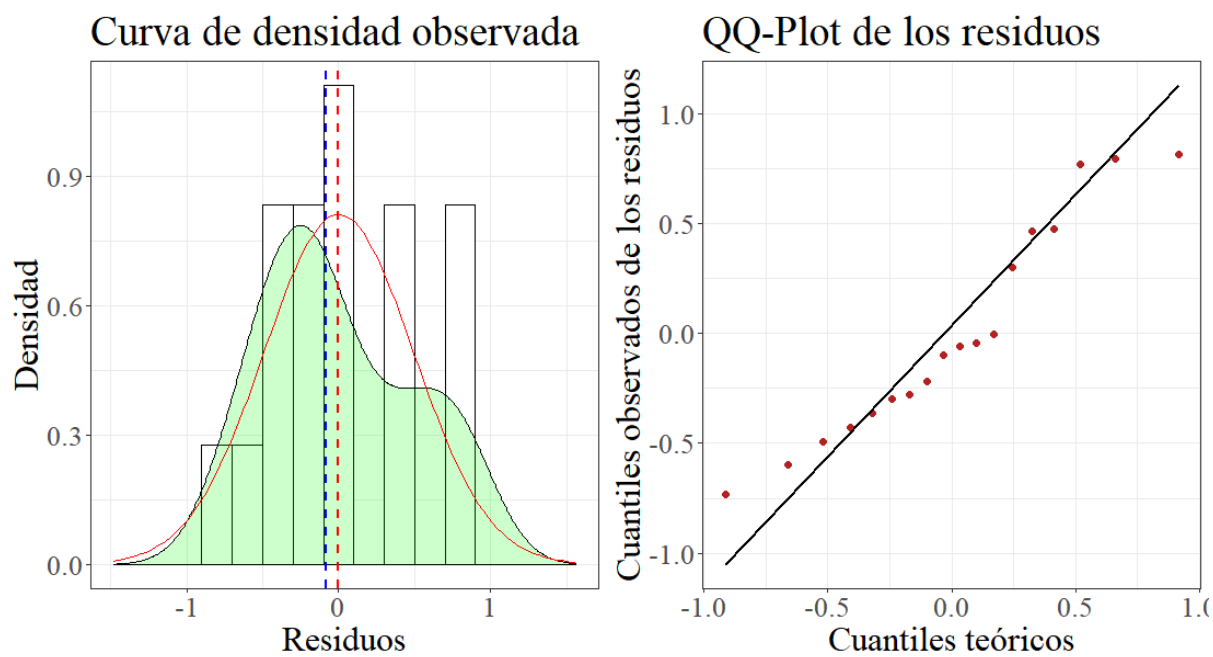 Curva de densidad observada
Densidad
0.9
0.6
0.3
0.0
-1
0
1
Residuos
QQ-Plot de los residuos
Cuantiles observados de los residuos
1.0
0.5
0.0
-0.5
-1.0
-1.0
-0.5
0.0
0.5
1.0
Cuantiles teóricos